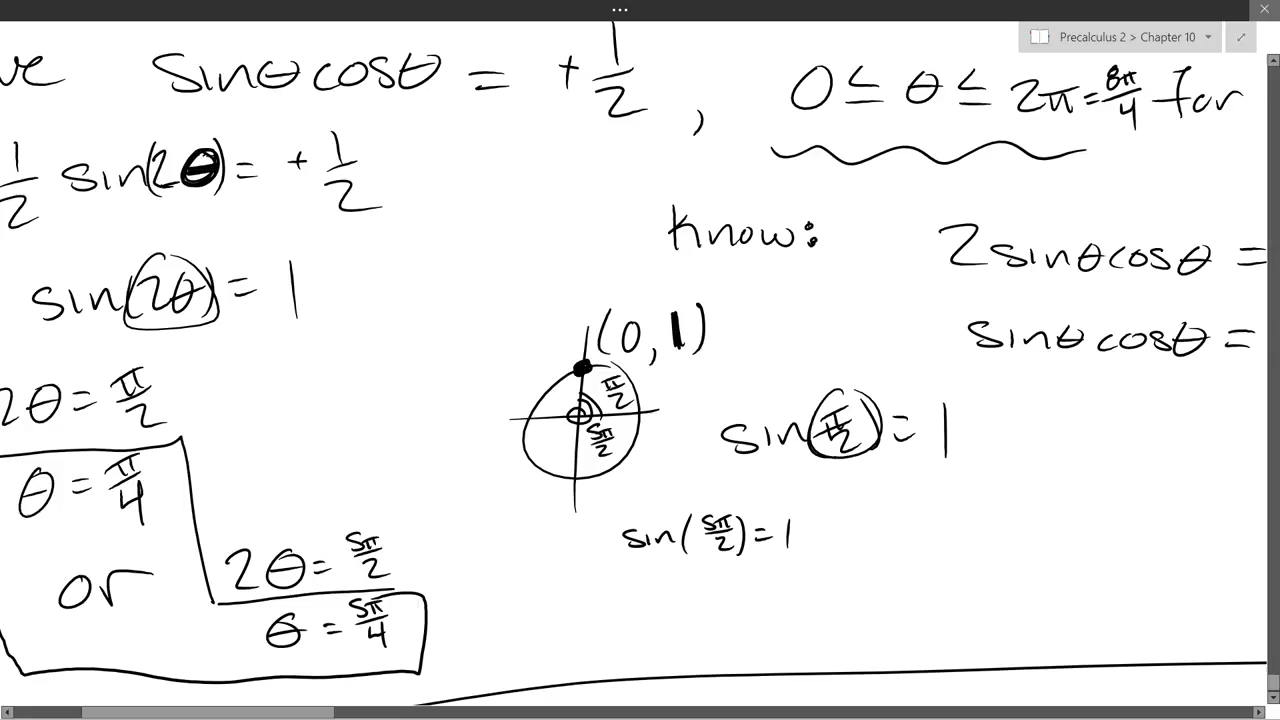 Precalculus 2 > Chapter 10
ve sinθcosθ = +1/2, 0 ≤ θ ≤ 2π = 8π/4 for
1/2 sin(2θ) = +1/2
Know: 2sinθcosθ =
sin(2θ) = 1
(0, 1)
sinθcosθ =
2θ = π/2
π/2
5π/2
sin(π/2) = 1
θ = π/4
sin(5π/2) = 1
or
2θ = 5π/2
θ = 5π/4